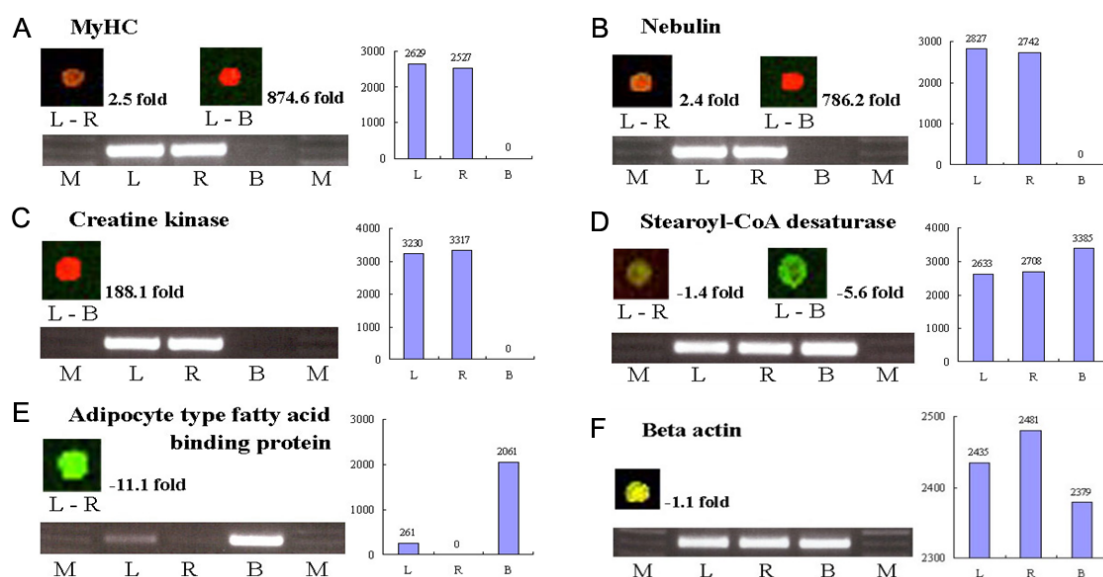 A MyHC
2.5 fold
874.6 fold
L - R
L - B
M L R B M
3000
2000
1000
0
2629
2527
0
L R B
B Nebulin
2.4 fold
786.2 fold
L - R
L - B
M L R B M
3000
2000
1000
0
2827
2742
0
L R B
C Creatine kinase
188.1 fold
L - B
M L R B M
4000
3000
2000
1000
0
3230
3317
0
L R B
D Stearoyl-CoA desaturase
-1.4 fold
-5.6 fold
L - R
L - B
M L R B M
4000
3000
2000
1000
0
2633
2708
3385
L R B
E Adipocyte type fatty acid
binding protein
-11.1 fold
L - R
M L R B M
3000
2000
1000
0
261
0
2061
L R B
F Beta actin
-1.1 fold
M L R B M
2500
2400
2300
2435
2481
2379
L R B